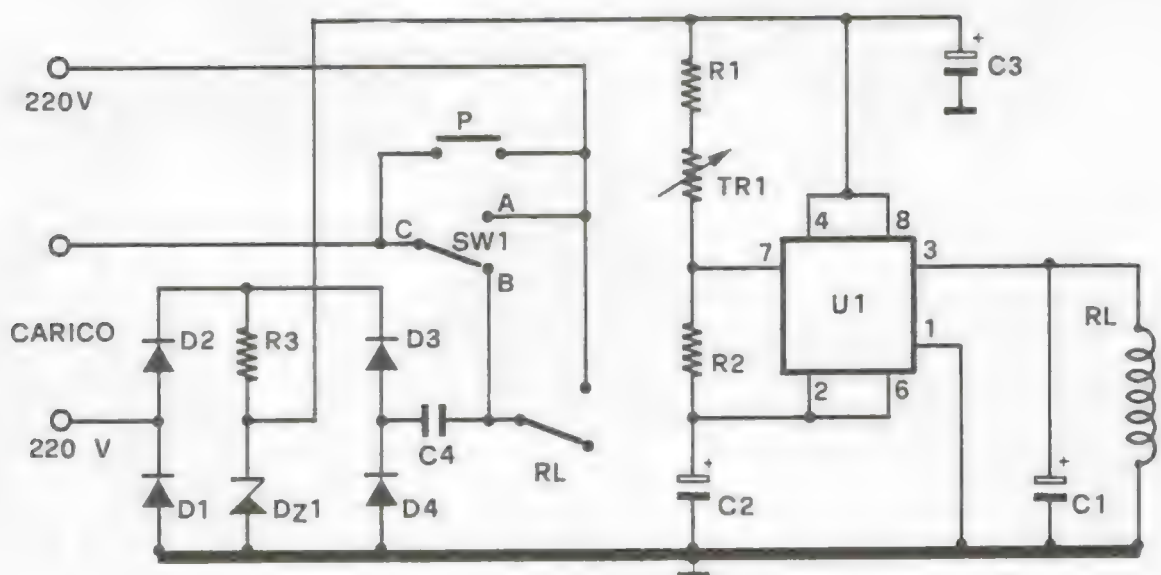 220V
P
A
C
SW1
B
CARICO
D2
R3
D3
220 V
C4
RL
D1
DZ1
D4
R1
+
C3
TR1
4
8
7
3
U1
1
RL
R2
2
6
+
C2
+
C1